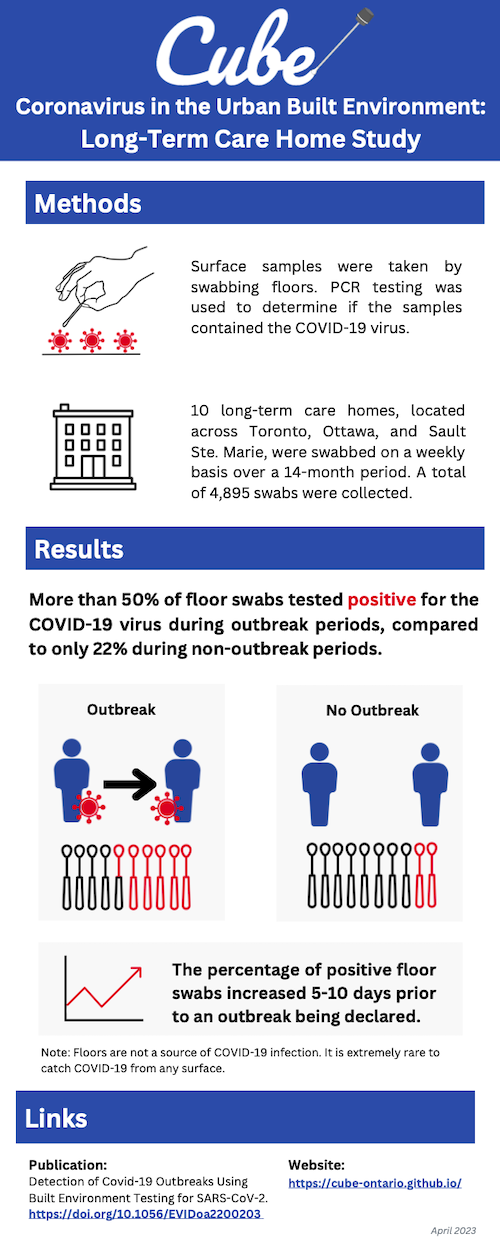 Cube
Coronavirus in the Urban Built Environment:
Long-Term Care Home Study
Methods
Surface samples were taken by
swabbing floors. PCR testing was
used to determine if the samples
contained the COVID-19 virus.
10 long-term care homes, located
across Toronto, Ottawa, and Sault
Ste. Marie, were swabbed on a weekly
basis over a 14-month period. A total
of 4,895 swabs were collected.
Results
More than 50% of floor swabs tested positive for the
COVID-19 virus during outbreak periods, compared
to only 22% during non-outbreak periods.
Outbreak
No Outbreak
The percentage of positive floor
swabs increased 5-10 days prior
to an outbreak being declared.
Note: Floors are not a source of COVID-19 infection. It is extremely rare to
catch COVID-19 from any surface.
Links
Publication:
Detection of Covid-19 Outbreaks Using
Built Environment Testing for SARS-CoV-2.
https://doi.org/10.1056/EVIDoa2200203
Website:
https://cube-ontario.github.io/
April 2023